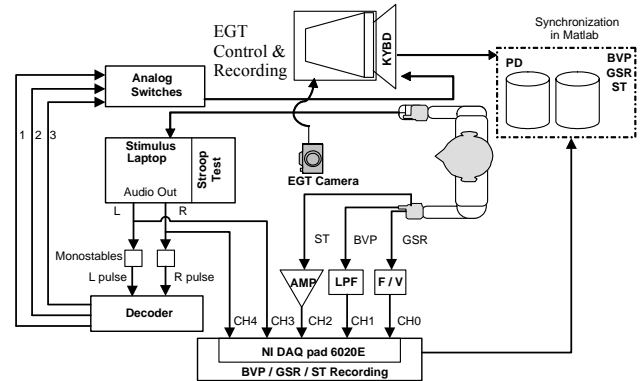 EGT
Control &
Recording
KYBD
Synchronization
in Matlab
PD
BVP
GSR
ST
Analog
Switches
1 2 3
Stimulus
Laptop
Stroop
Test
Audio Out
EGT Camera
L R
ST BVP GSR
Monostables
L pulse R pulse
AMP LPF F / V
Decoder
CH4 CH3 CH2 CH1 CH0
NI DAQ pad 6020E
BVP / GSR / ST Recording